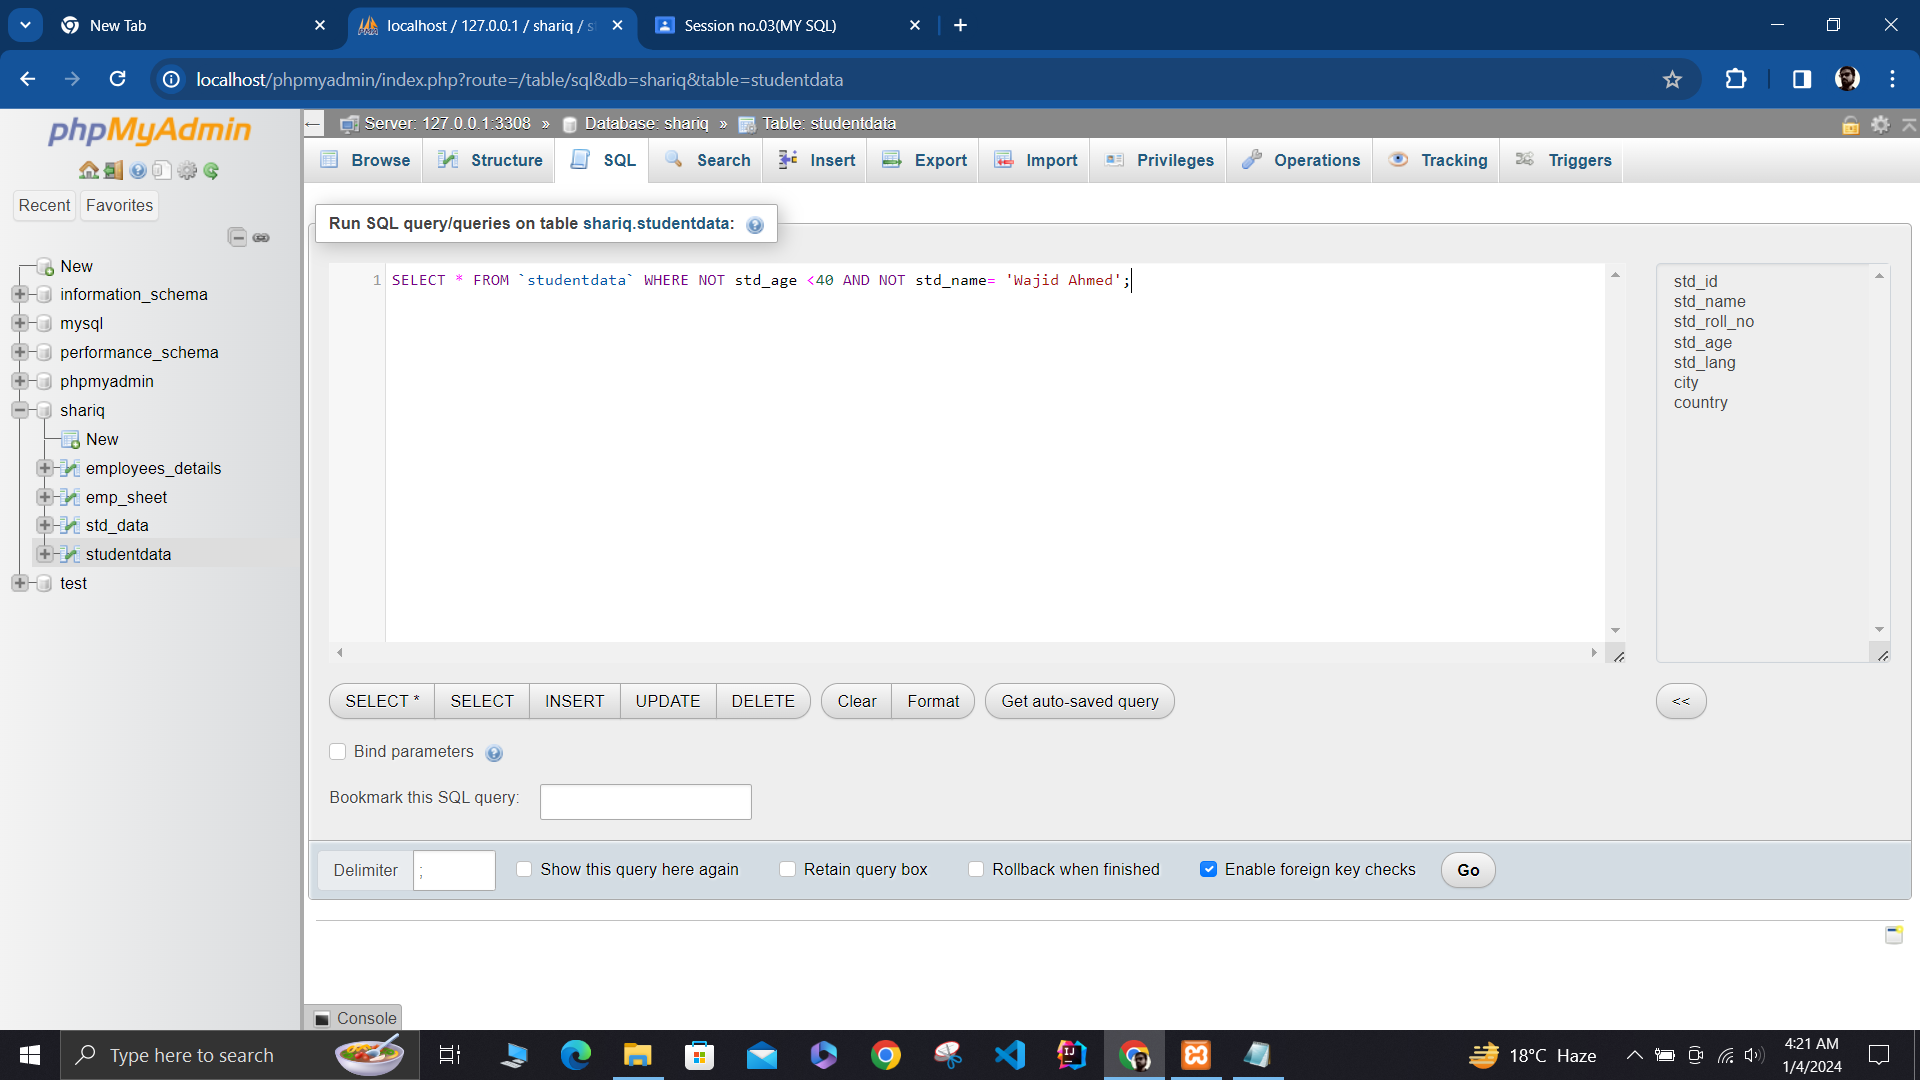 New Tab
localhost / 127.0.0.1 / shariq / s
Session no.03(MY SQL)
localhost/phpmyadmin/index.php?route=/table/sql&db=shariq&table=studentdata
phpMyAdmin
Server: 127.0.0.1:3308 » Database: shariq » Table: studentdata
Browse Structure SQL Search Insert Export Import Privileges Operations Tracking Triggers
Recent Favorites
New
information_schema
mysql
performance_schema
phpmyadmin
shariq
New
employees_details
emp_sheet
std_data
studentdata
test
Run SQL query/queries on table shariq.studentdata:
1 SELECT * FROM `studentdata` WHERE NOT std_age <40 AND NOT std_name= 'Wajid Ahmed';
std_id
std_name
std_roll_no
std_age
std_lang
city
country
SELECT * SELECT INSERT UPDATE DELETE Clear Format Get auto-saved query <<
Bind parameters
Bookmark this SQL query:
Delimiter ; Show this query here again Retain query box Rollback when finished Enable foreign key checks Go
Console
Type here to search
18°C Haze
4:21 AM
1/4/2024